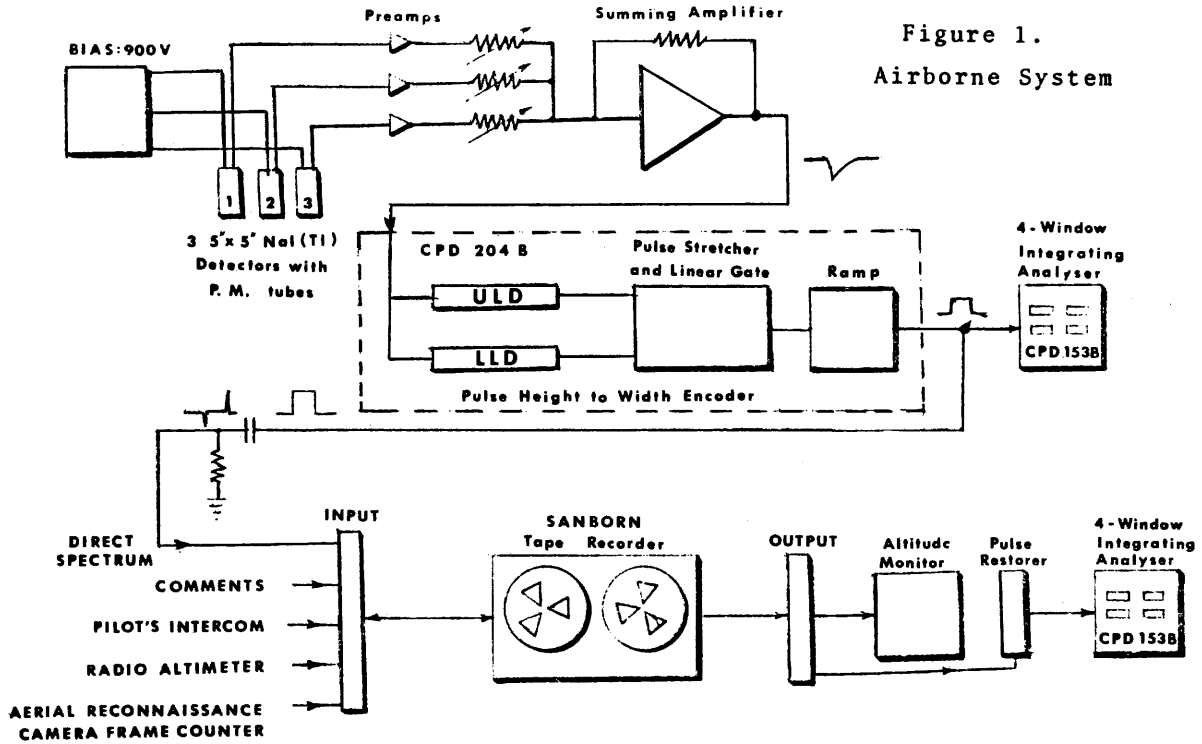 Preamps
Summing Amplifier
Figure 1.
Airborne System
BIAS:900V
1
2
3
3 5"x 5" NaI (Tl)
Detectors with
P. M. tubes
CPD 204 B
Pulse Stretcher
and Linear Gate
Ramp
4-Window
Integrating
Analyser
ULD
LLD
CPD 153B
Pulse Height to Width Encoder
INPUT
SANBORN
Tape Recorder
OUTPUT
Altitude
Monitor
Pulse
Restorer
4-Window
Integrating
Analyser
CPD 153B
DIRECT
SPECTRUM
COMMENTS
PILOT'S INTERCOM
RADIO ALTIMETER
AERIAL RECONNAISSANCE
CAMERA FRAME COUNTER